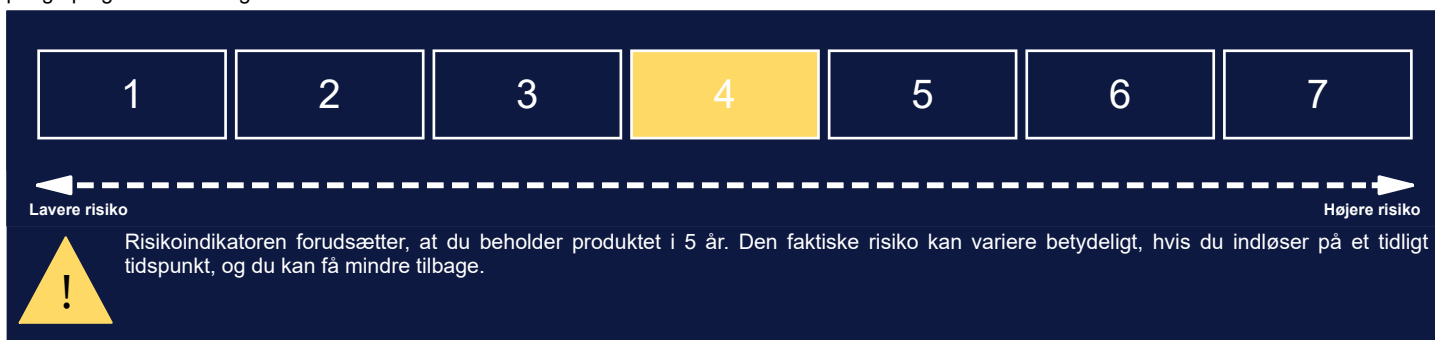 1 2 3 4 5 6 7
Lavere risiko Højere risiko
Risikoindikatoren forudsætter, at du beholder produktet i 5 år. Den faktiske risiko kan variere betydeligt, hvis du indløser på et tidligt
tidspunkt, og du kan få mindre tilbage.
!